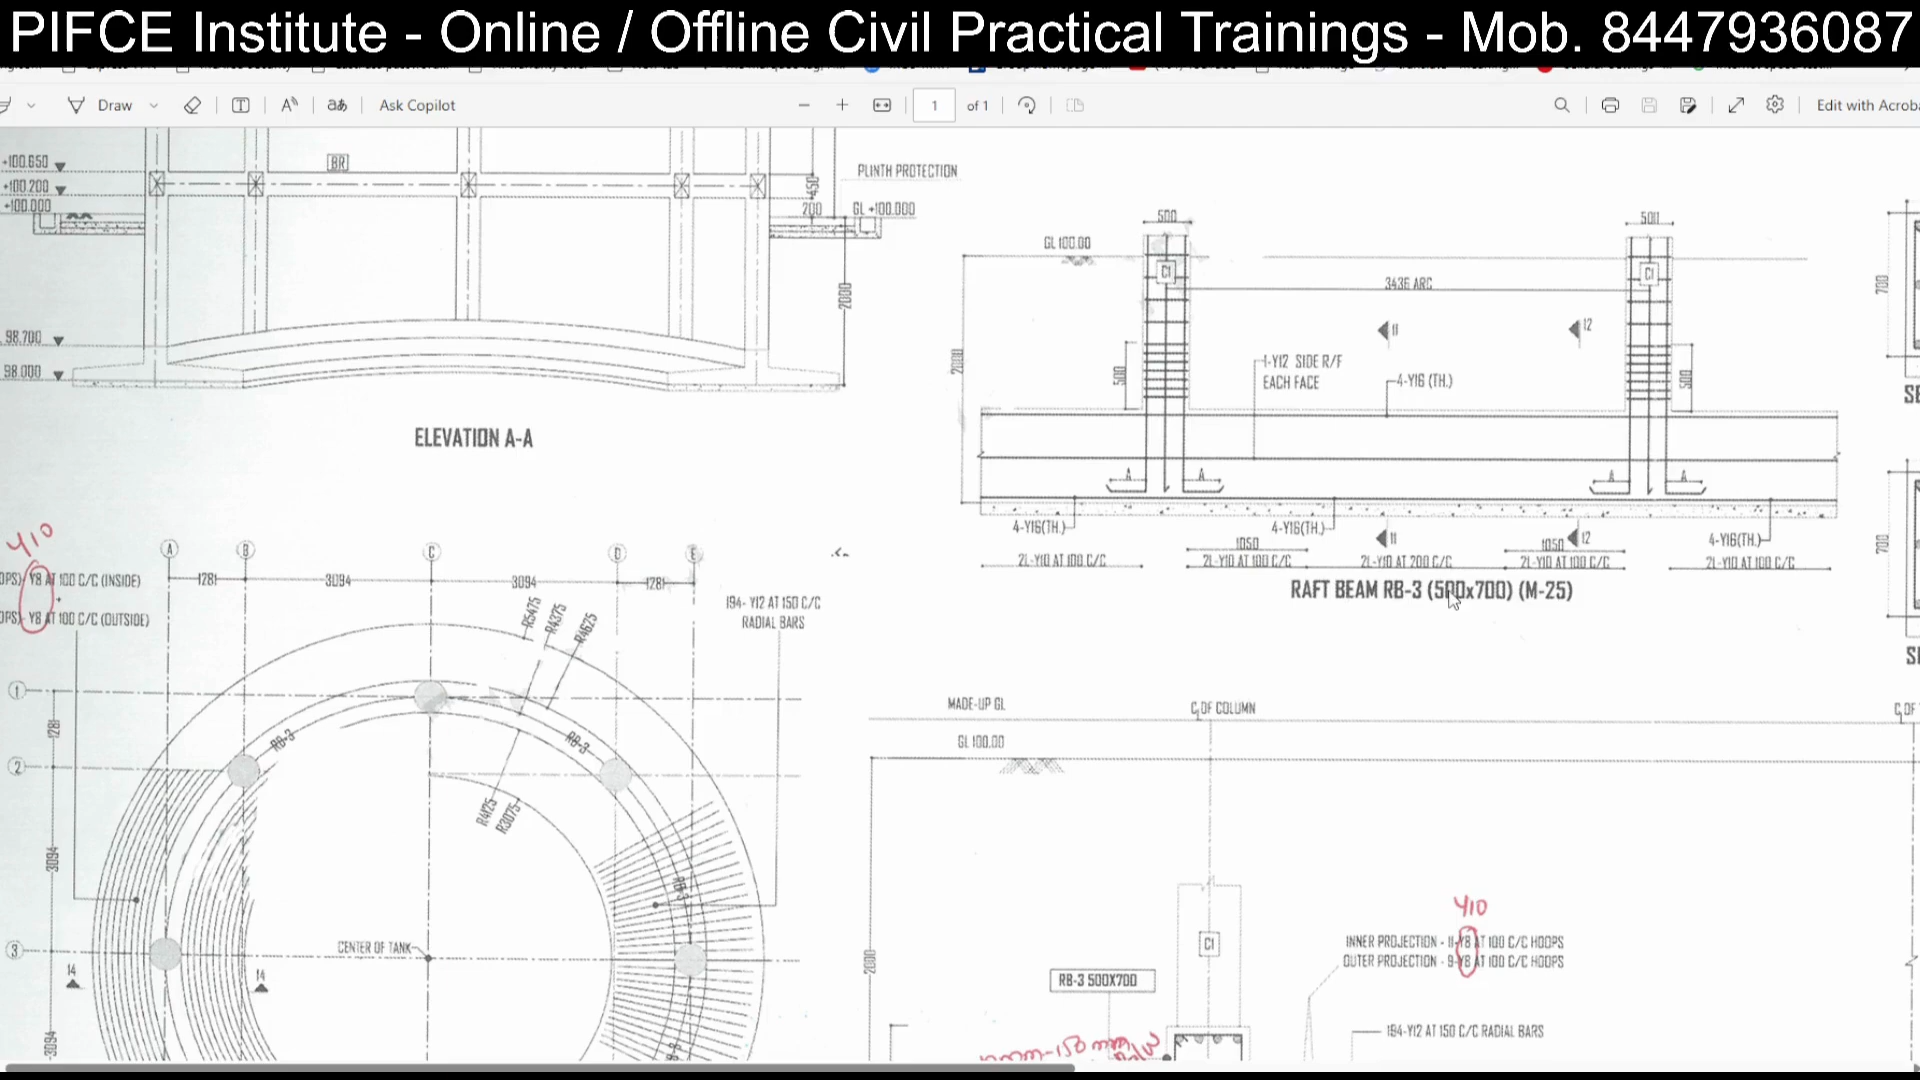 PIFCE Institute - Online / Offline Civil Practical Trainings - Mob. 8447936087
Draw
Ask Copilot
1 of 1
Edit with Acroba
+100.650
+100.200
+100.000
BR
450
200
PLINTH PROTECTION
GL +100.000
2000
98.700
98.000
ELEVATION A-A
500
500
GL 100.00
C1
C1
3436 ARC
11
12
2000
500
1-Y12 SIDE R/F
EACH FACE
4-Y16 (TH.)
500
A A A A
4-Y16(TH.)
4-Y16(TH.)
4-Y16(TH.)
1050
11
1050
12
2L-Y10 AT 100 C/C
2L-Y10 AT 100 C/C
2L-Y10 AT 200 C/C
2L-Y10 AT 100 C/C
2L-Y10 AT 100 C/C
RAFT BEAM RB-3 (500x700) (M-25)
700
700
Y10
OPS)- Y8 AT 100 C/C (INSIDE)
+
OPS)- Y8 AT 100 C/C (OUTSIDE)
A B C D E
1281 3094 3094 1281
R5475
R4375
R4625
194- Y12 AT 150 C/C
RADIAL BARS
1
1281
2
RB-3
RB-3
R4125
R3075
3094
RB-3
3
CENTER OF TANK
14
14
3094
RB-3
MADE-UP GL
C OF COLUMN
C OF
GL 100.00
2000
C1
RB-3 500X700
Y10
INNER PROJECTION - 11-Y8 AT 100 C/C HOOPS
OUTER PROJECTION - 9-Y8 AT 100 C/C HOOPS
194-Y12 AT 150 C/C RADIAL BARS